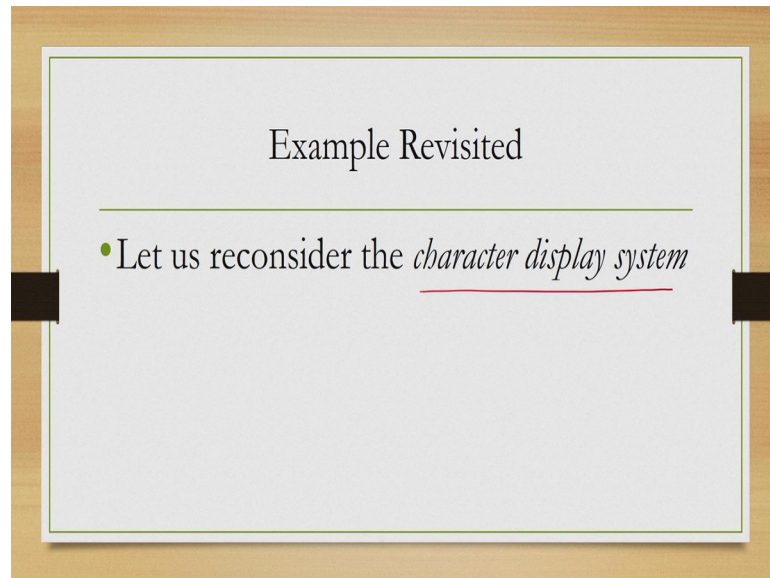 Example Revisited
•Let us reconsider the character display system